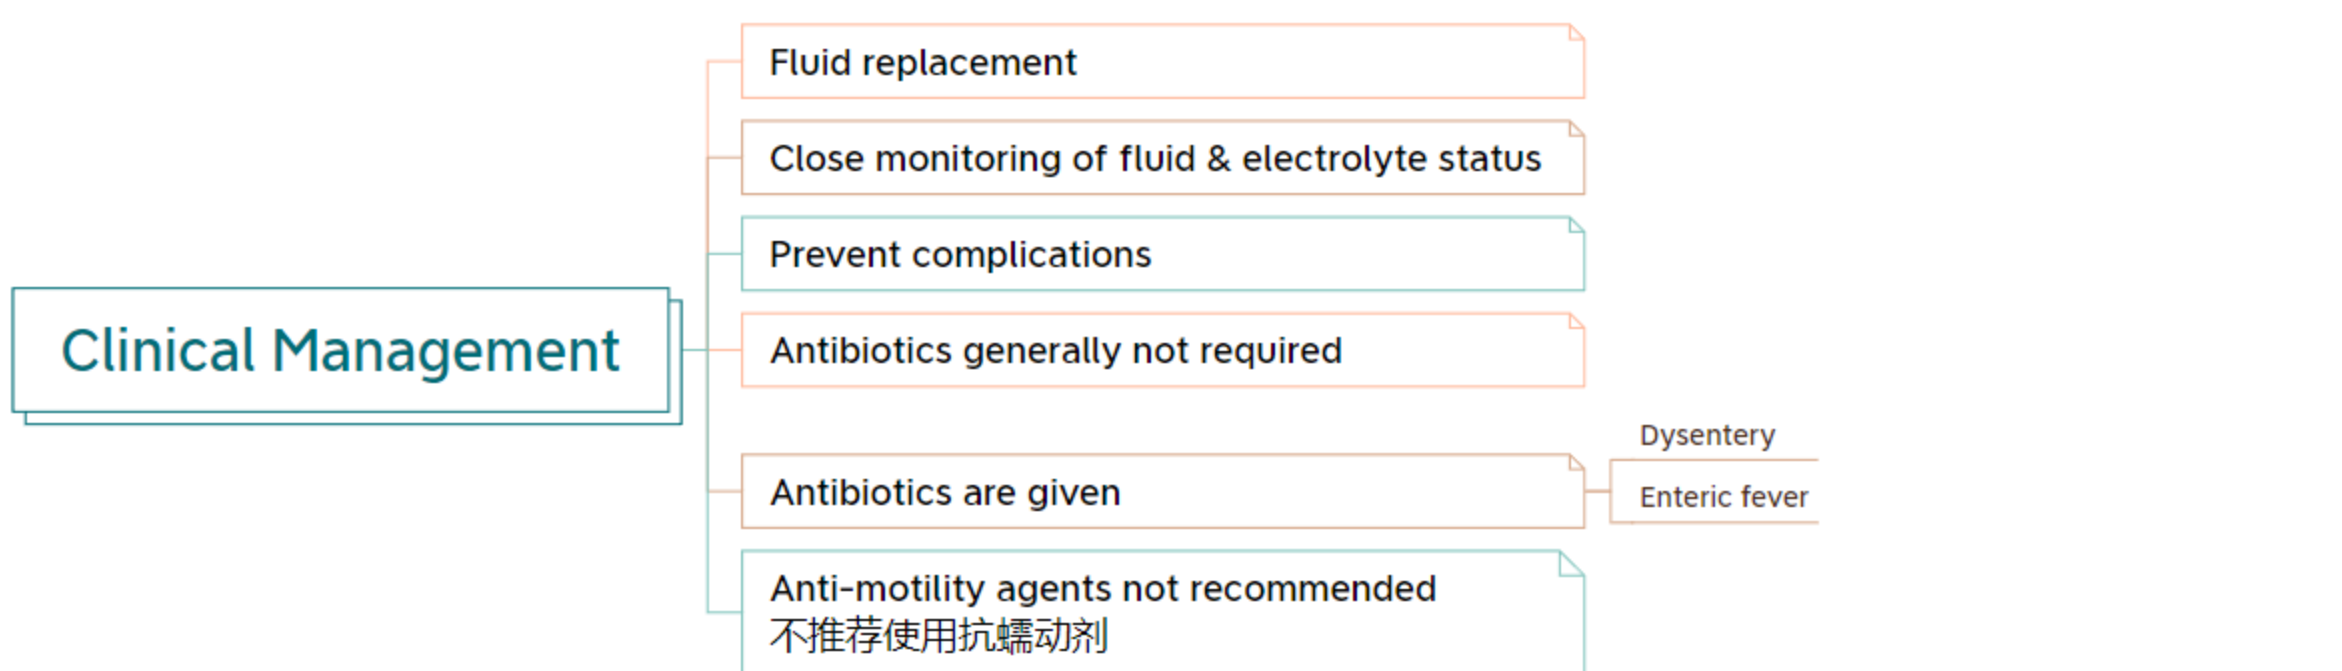 Fluid replacement
Close monitoring of fluid & electrolyte status
Prevent complications
Clinical Management
Antibiotics generally not required
Dysentery
Antibiotics are given
Enteric fever
Anti-motility agents not recommended
不推荐使用抗蠕动剂